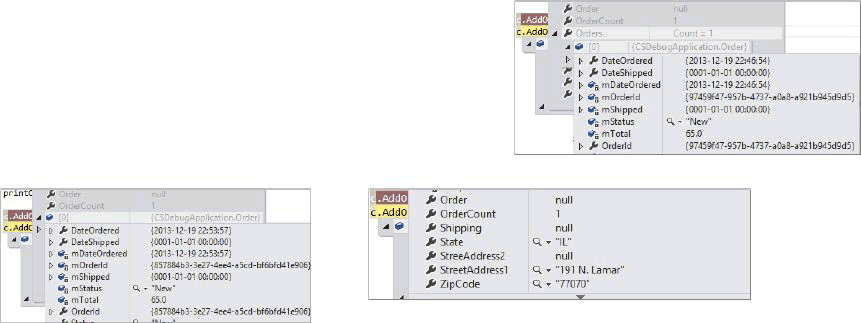 Order null
OrderCount 1
c.AddO
c.AddO
Orders Count = 1
[0] {CSDebugApplication.Order}
DateOrdered {2013-12-19 22:46:54}
DateShipped {0001-01-01 00:00:00}
mDateOrdered {2013-12-19 22:46:54}
mOrderId {97459f47-957b-4737-a0a8-a921b945d9d5}
mShipped {0001-01-01 00:00:00}
mStatus "New"
mTotal 65.0
OrderId {97459f47-957b-4737-a0a8-a921b945d9d5}
Order null
OrderCount 1
c.AddO
[0] {CSDebugApplication.Order}
c.AddO
DateOrdered {2013-12-19 22:53:57}
DateShipped {0001-01-01 00:00:00}
mDateOrdered {2013-12-19 22:53:57}
mOrderId {857884b3-3e27-4ee4-a5cd-bf6bfd41e906}
mShipped {0001-01-01 00:00:00}
mStatus "New"
mTotal 65.0
OrderId {857884b3-3e27-4ee4-a5cd-bf6bfd41e906}
c.AddO
Order null
c.AddO
OrderCount 1
Shipping null
State "IL"
StreeAddress2 null
StreetAddress1 "191 N. Lamar"
ZipCode "77070"